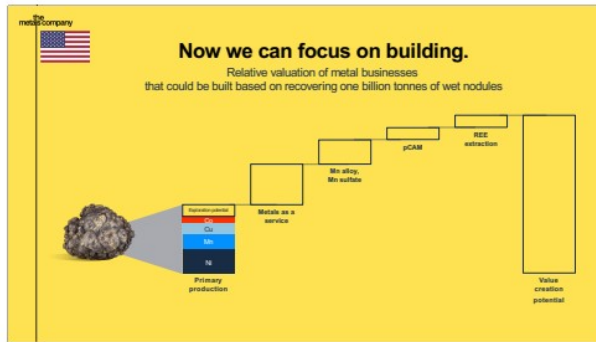 the
metals company
Now we can focus on building.
Relative valuation of metal businesses
that could be built based on recovering one billion tonnes of wet nodules
REE
extraction
pCAM
Mn alloy,
Mn sulfate
Metals as a
service
Exploration potential
Co
Cu
Mn
Ni
Primary
production
Value
creation
potential